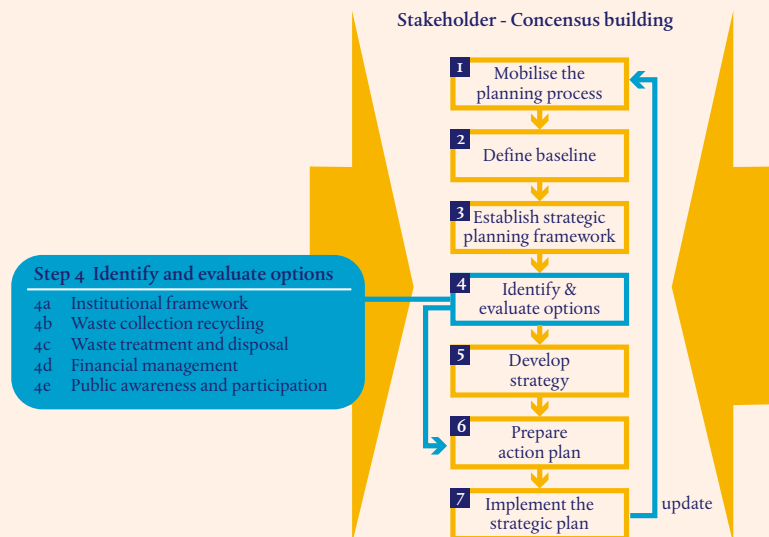 Stakeholder - Concensus building
1
Mobilise the
planning process
2
Define baseline
3
Establish strategic
planning framework
Step 4 Identify and evaluate options
4a Institutional framework
4b Waste collection recycling
4c Waste treatment and disposal
4d Financial management
4e Public awareness and participation
4
Identify &
evaluate options
5
Develop
strategy
6
Prepare
action plan
7
Implement the
strategic plan
update